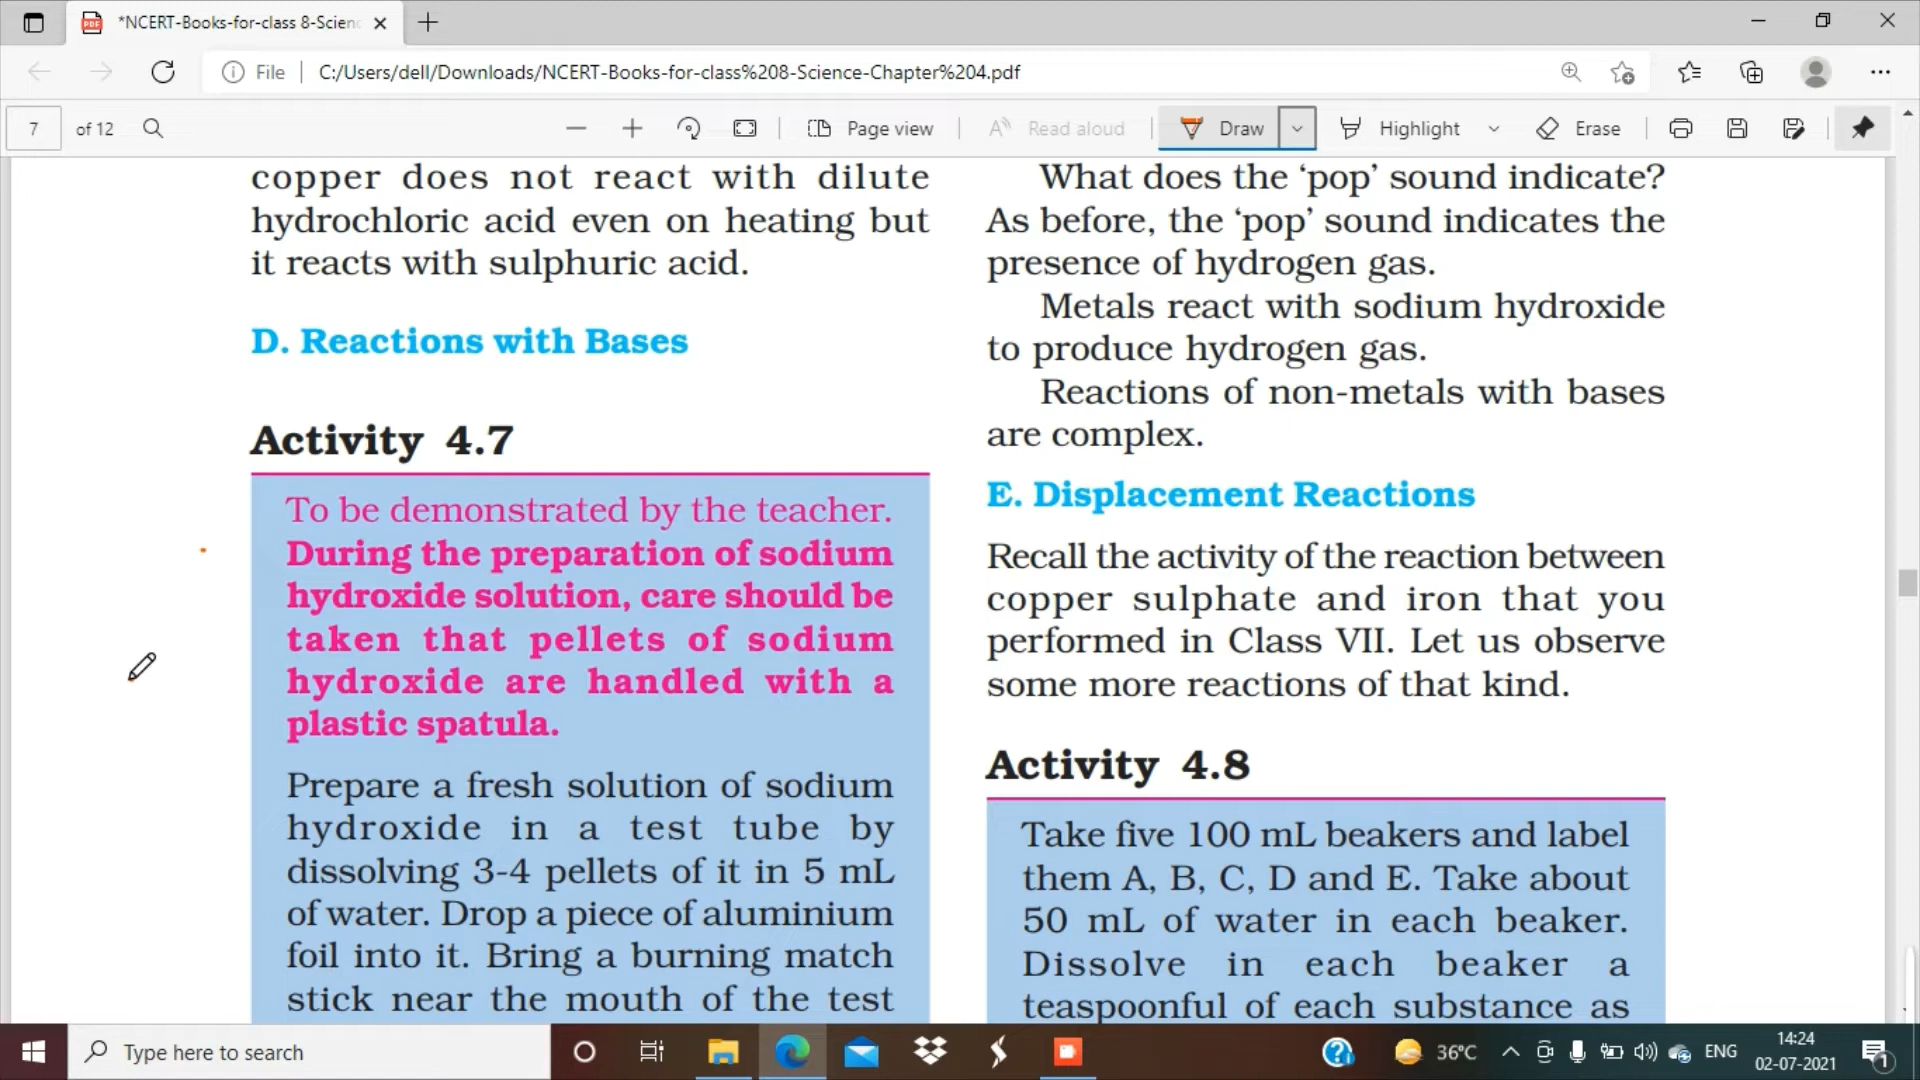 *NCERT-Books-for-class 8-Scien
File
C:/Users/dell/Downloads/NCERT-Books-for-class%208-Science-Chapter%204.pdf
7 of 12
Page view
Read aloud
Draw
Highlight
Erase
copper does not react with dilute
hydrochloric acid even on heating but
it reacts with sulphuric acid.
D. Reactions with Bases
Activity 4.7
To be demonstrated by the teacher.
During the preparation of sodium
hydroxide solution, care should be
taken that pellets of sodium
hydroxide are handled with a
plastic spatula.
Prepare a fresh solution of sodium
hydroxide in a test tube by
dissolving 3-4 pellets of it in 5 mL
of water. Drop a piece of aluminium
foil into it. Bring a burning match
stick near the mouth of the test
What does the ‘pop’ sound indicate?
As before, the ‘pop’ sound indicates the
presence of hydrogen gas.
Metals react with sodium hydroxide
to produce hydrogen gas.
Reactions of non-metals with bases
are complex.
E. Displacement Reactions
Recall the activity of the reaction between
copper sulphate and iron that you
performed in Class VII. Let us observe
some more reactions of that kind.
Activity 4.8
Take five 100 mL beakers and label
them A, B, C, D and E. Take about
50 mL of water in each beaker.
Dissolve in each beaker a
teaspoonful of each substance as
Type here to search
36°C
ENG
14:24
02-07-2021
1